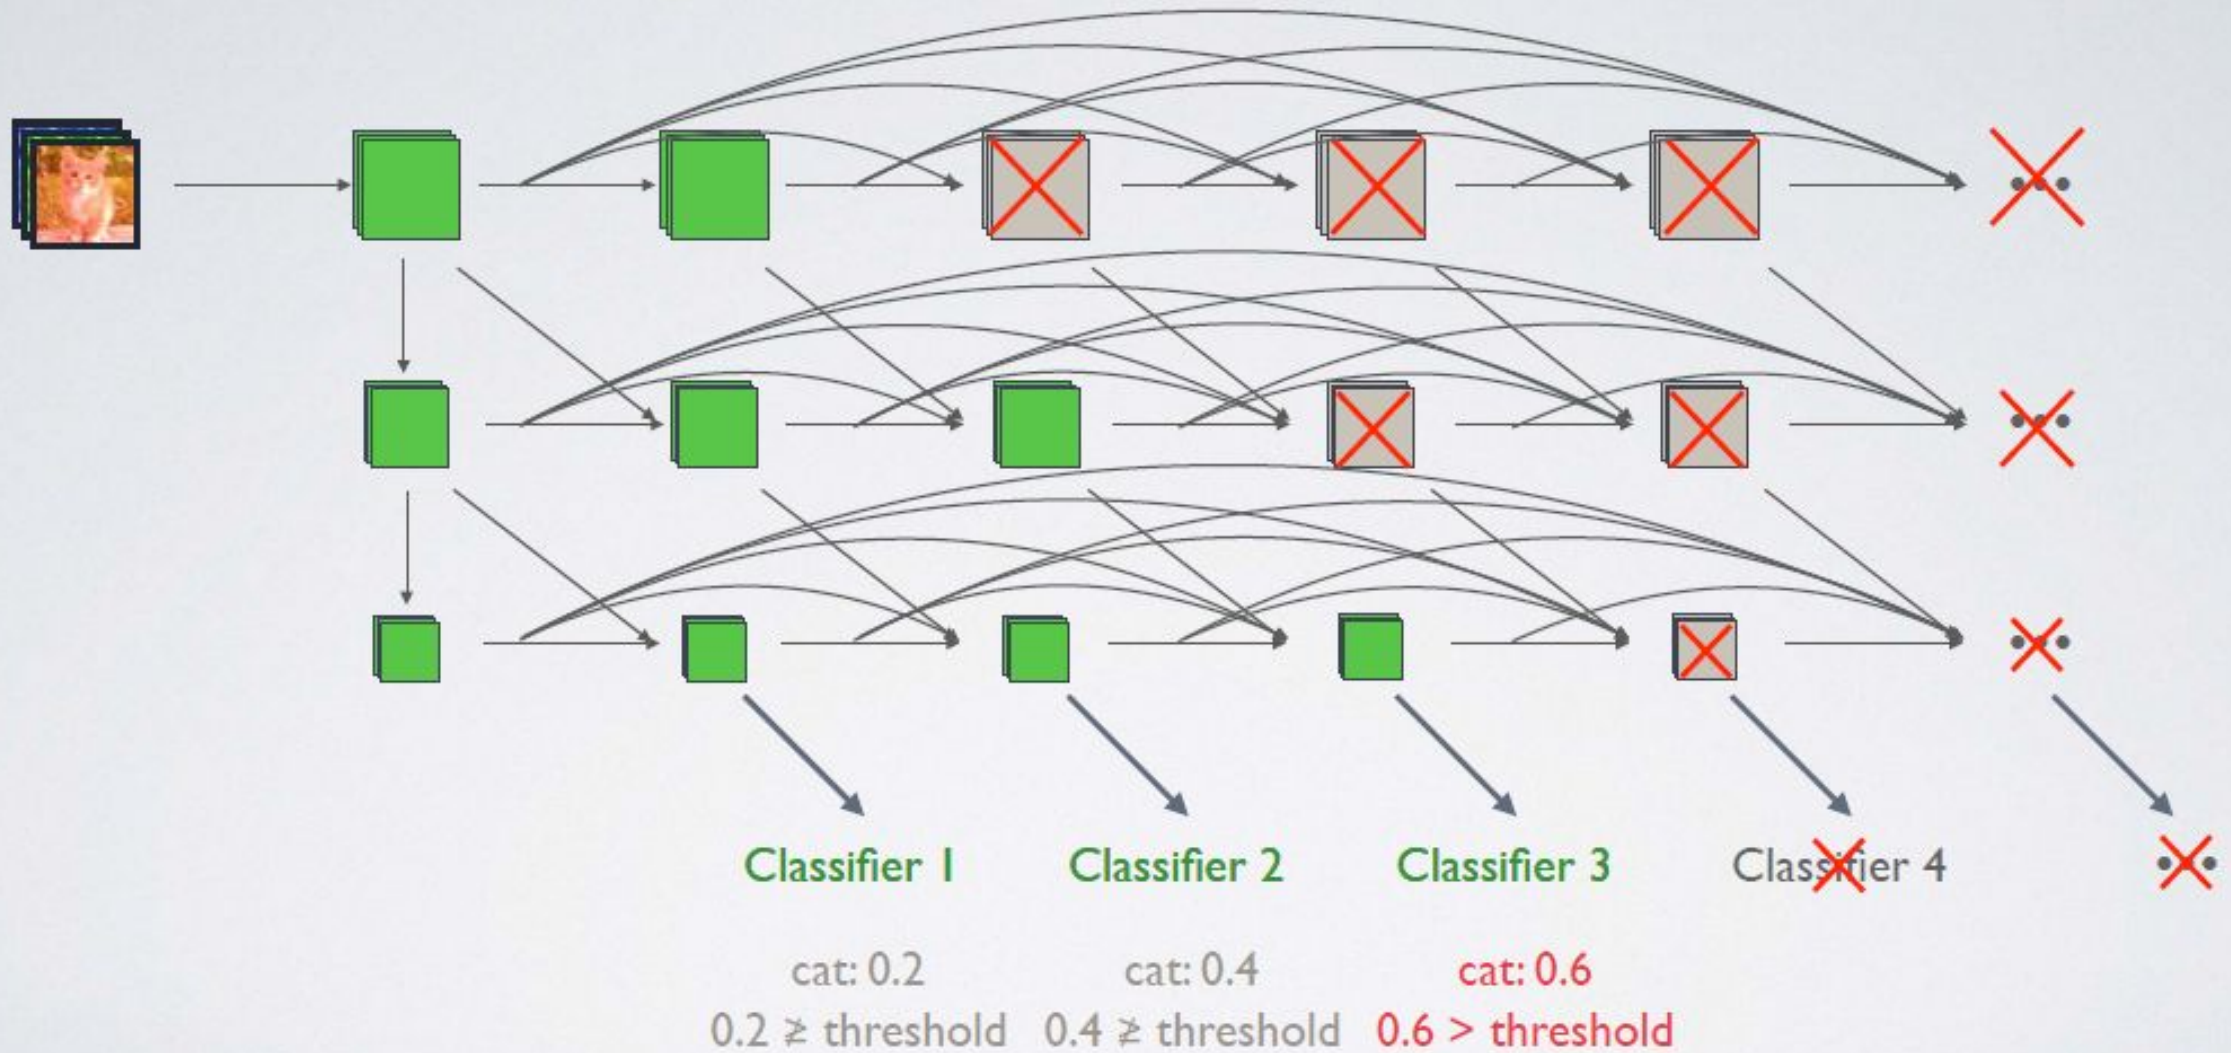 Classifier 1 Classifier 2 Classifier 3 Classifier 4
cat: 0.2 cat: 0.4 cat: 0.6
0.2 ≱ threshold 0.4 ≱ threshold 0.6 > threshold